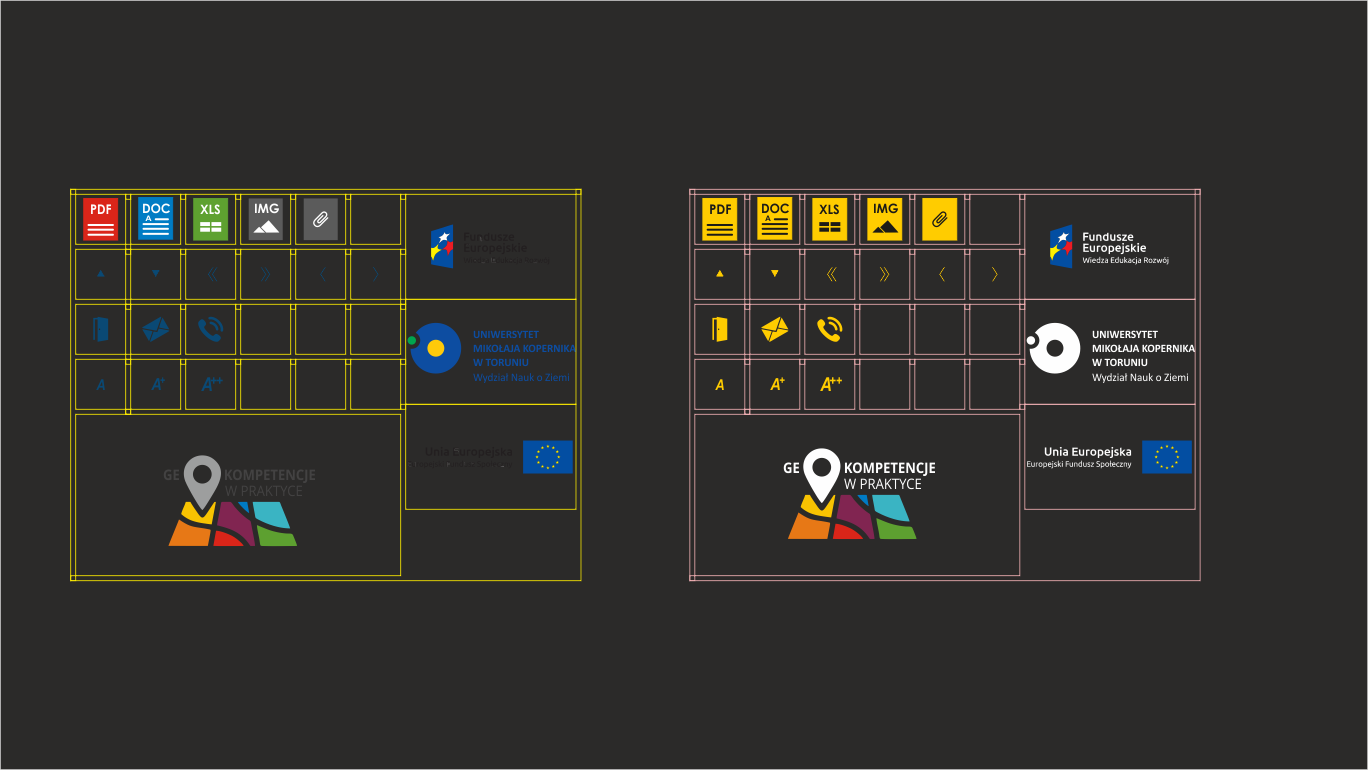 PDF
DOC
A
XLS
IMG
Fundusze
Europejskie
A
A+
A++
UNIWERSYTET
MIKOŁAJA KOPERNIKA
W TORUNIU
Wydział Nauk o Ziemi
Unia Europejska
GE KOMPETENCJE
W PRAKTYCE
PDF
DOC
A
XLS
IMG
Fundusze
Europejskie
Wiedza Edukacja Rozwój
A
A+
A++
UNIWERSYTET
MIKOŁAJA KOPERNIKA
W TORUNIU
Wydział Nauk o Ziemi
Unia Europejska
Europejski Fundusz Społeczny
GE KOMPETENCJE
W PRAKTYCE